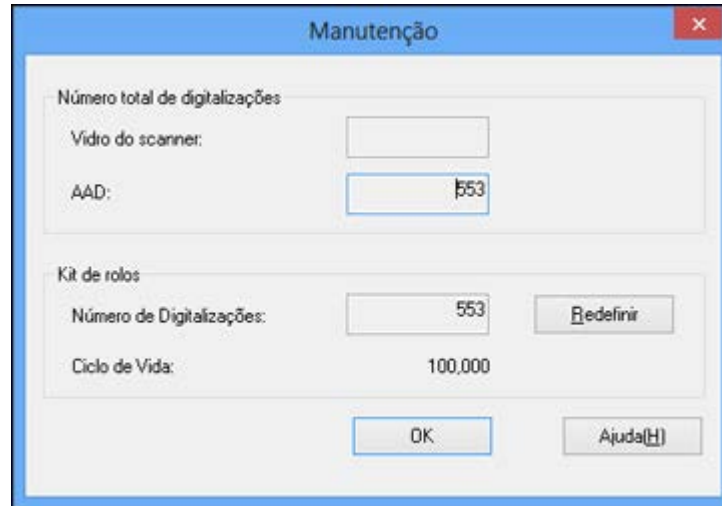 Manutenção
Número total de digitalizações
Vidro do scanner:
AAD: 553
Kit de rolos
Número de Digitalizações: 553 Redefinir
Ciclo de Vida: 100,000
OK Ajuda(H)